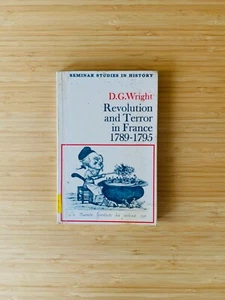 SEMINAR STUDIES IN HISTORY
D.G.Wright
Revolution
and Terror
in France
1789-1795